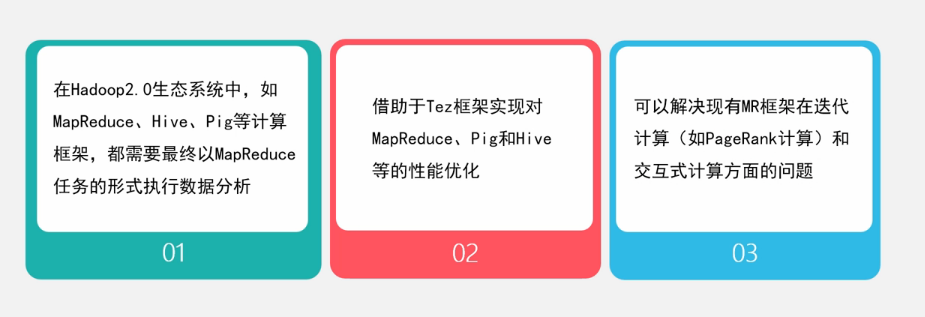 在Hadoop2.0生态系统中，如
MapReduce、Hive、Pig等计算
框架，都需要最终以MapReduce
任务的形式执行数据分析
01
借助于Tez框架实现对
MapReduce、Pig和Hive
等的性能优化
02
可以解决现有MR框架在迭代
计算（如PageRank计算）和
交互式计算方面的问题
03